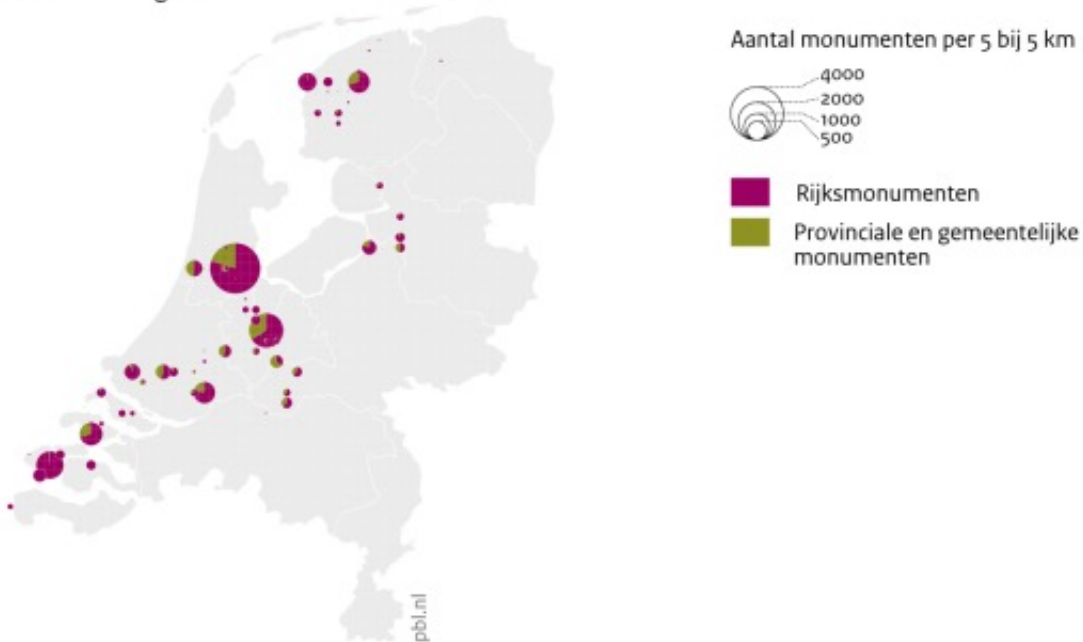 Aantal monumenten per 5 bij 5 km
4000
2000
1000
500
Rijksmonumenten
Provinciale en gemeentelijke
monumenten
pbl.nl